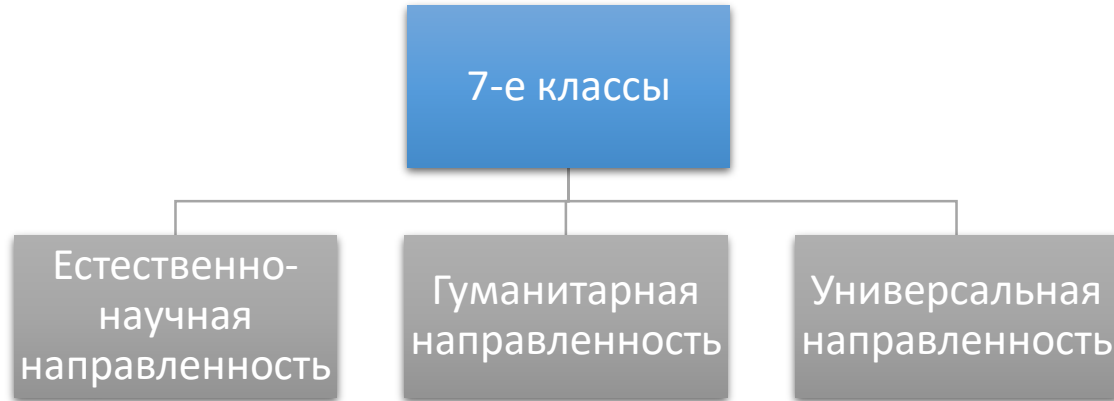 7-е классы
Естественно-
научная
направленность
Гуманитарная
направленность
Универсальная
направленность